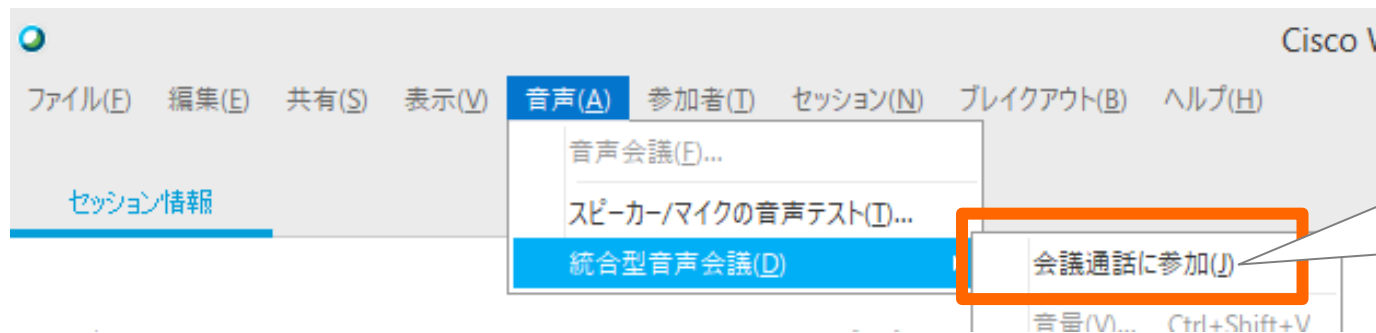 Cisco
ファイル(F) 編集(E) 共有(S) 表示(V) 音声(A) 参加者(T) セッション(N) ブレイクアウト(B) ヘルプ(H)
音声会議(F)...
セッション情報
スピーカー/マイクの音声テスト(T)...
統合型音声会議(D)
会議通話に参加(J)
音量(V)... Ctrl+Shift+V